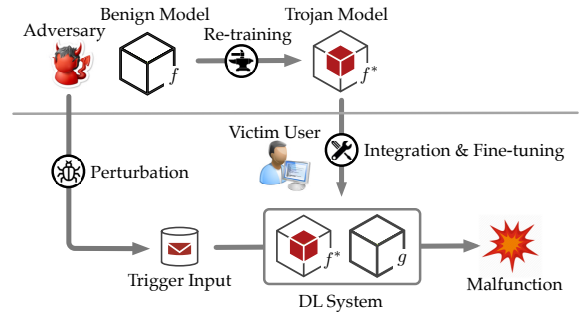 Benign Model
Trojan Model
Adversary
Re-training
f
f*
Victim User
Integration & Fine-tuning
Perturbation
f*
g
Trigger Input
DL System
Malfunction